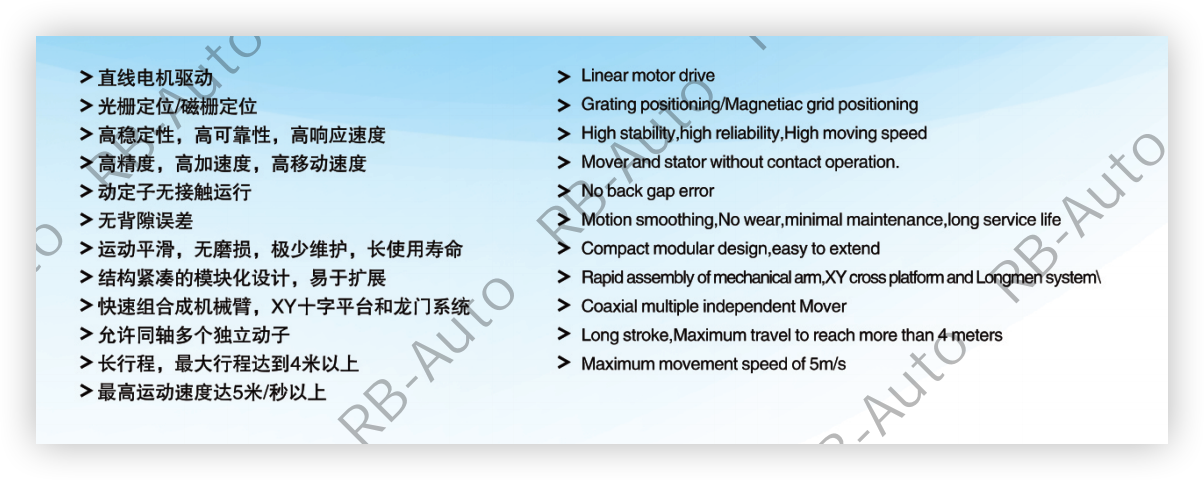 > 直线电机驱动
> 光栅定位/磁栅定位
> 高稳定性，高可靠性，高响应速度
> 高精度，高加速度，高移动速度
> 动定子无接触运行
> 无背隙误差
> 运动平滑，无磨损，极少维护，长使用寿命
> 结构紧凑的模块化设计，易于扩展
> 快速组合成机械臂，XY十字平台和龙门系统
> 允许同轴多个独立动子
> 长行程，最大行程达到4米以上
> 最高运动速度达5米/秒以上
> Linear motor drive
> Grating positioning/Magnetiac grid positioning
> High stability,high reliability,High moving speed
> Mover and stator without contact operation.
> No back gap error
> Motion smoothing,No wear,minimal maintenance,long service life
> Compact modular design,easy to extend
> Rapid assembly of mechanical arm,XY cross platform and Longmen system\
> Coaxial multiple independent Mover
> Long stroke,Maximum travel to reach more than 4 meters
> Maximum movement speed of 5m/s
RB-Auto
RB-Auto
RB-Auto
RB-Auto
RB-Auto